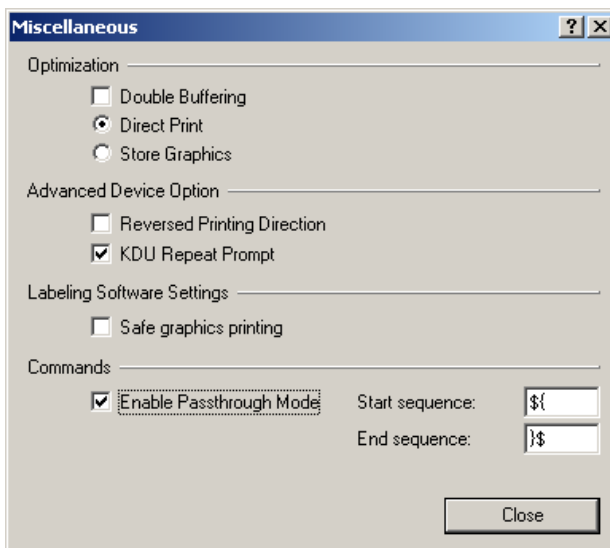 Miscellaneous
Optimization
Double Buffering
Direct Print
Store Graphics
Advanced Device Option
Reversed Printing Direction
KDU Repeat Prompt
Labeling Software Settings
Safe graphics printing
Commands
Enable Passthrough Mode Start sequence: ${
End sequence: }$
Close